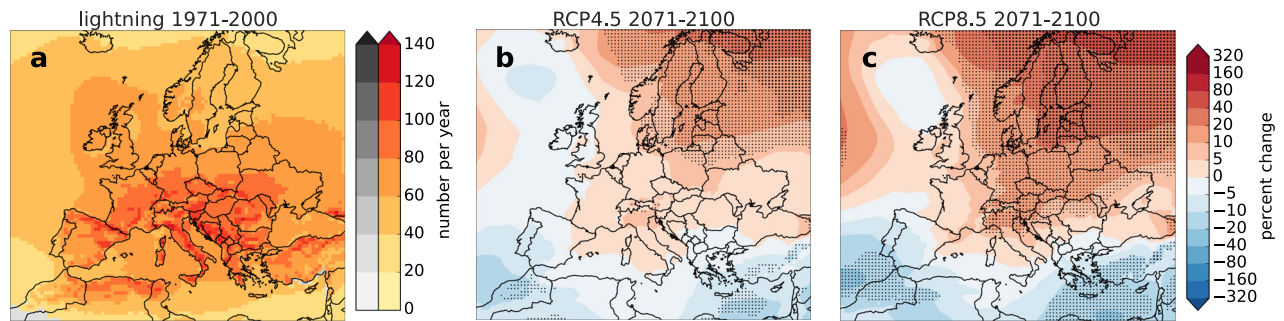 lightning 1971-2000
RCP4.5 2071-2100
RCP8.5 2071-2100
a
140
120
100
80
60
40
20
0
number per year
b
c
320
160
80
40
20
10
5
0
−5
−10
−20
−40
−80
−160
−320
percent change